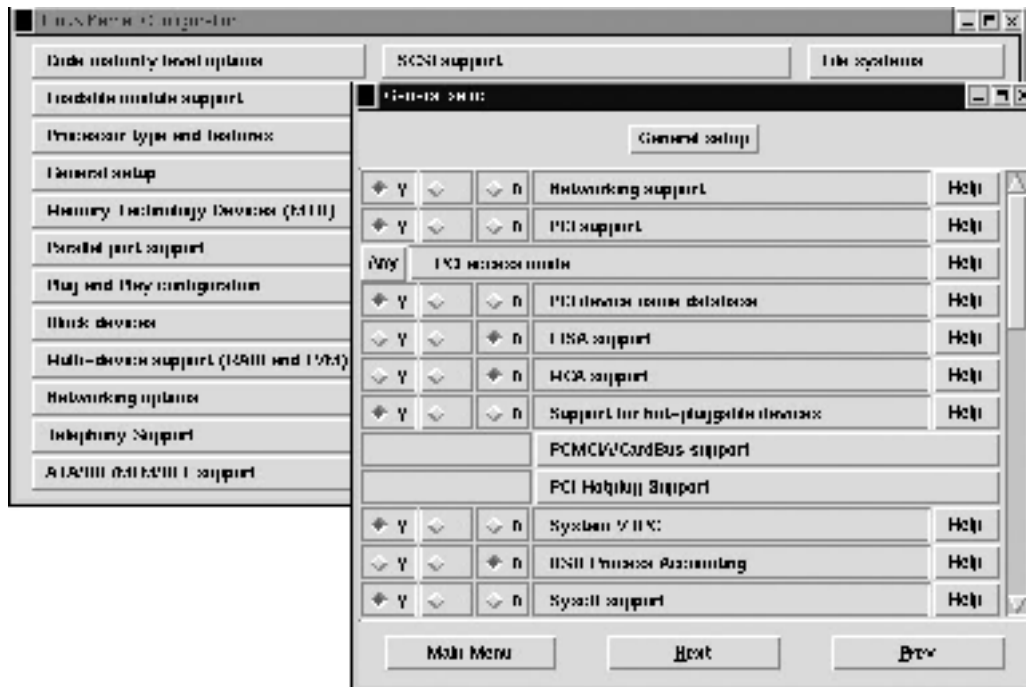 Linux Kernel Configuration
Code maturity level options
SCSI support
File systems
Loadable module support
Processor type and features
General setup
Memory Technology Devices (MTD)
Parallel port support
Plug and Play configuration
Block devices
Multi-device support (RAID and LVM)
Networking options
Telephony Support
ATA/IDE/MFM/RLL support
General setup
General setup
y n Networking support Help
y n PCI support Help
Any PCI access mode Help
y n PCI device name database Help
y n EISA support Help
y n MCA support Help
y n Support for hot-pluggable devices Help
PCMCIA/CardBus support
PCI Hotplug Support
y n System V IPC Help
y n BSD Process Accounting Help
y n Sysctl support Help
Main Menu
Next
Prev